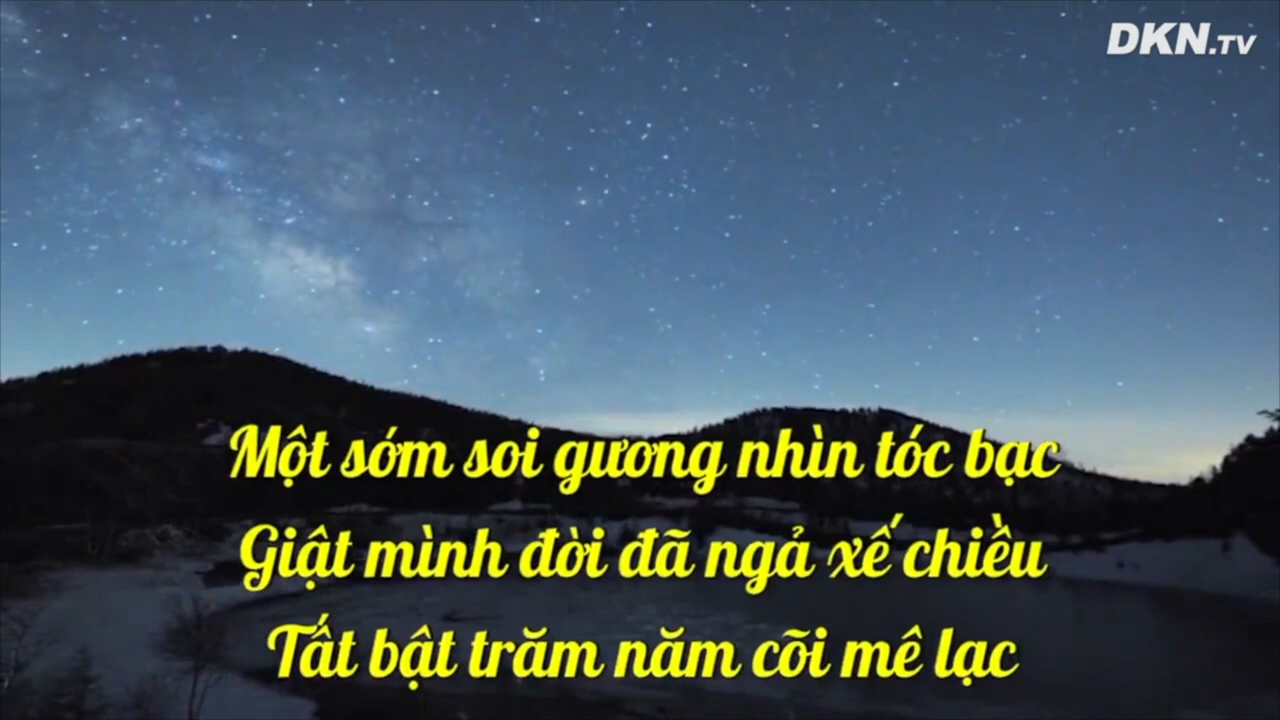 DKN.TV
Một sớm soi gương nhìn tóc bạc
Giật mình đời đã ngả xế chiều
Tất bật trăm năm cõi mê lạc